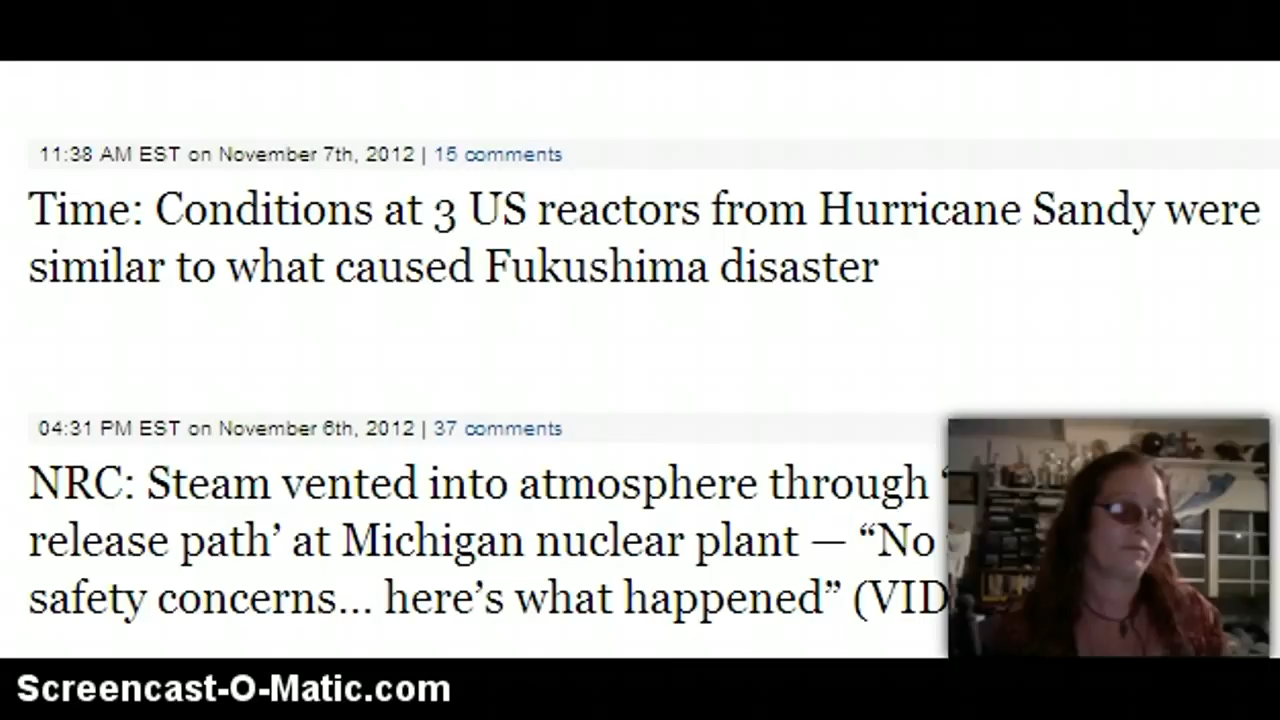 11:38 AM EST on November 7th, 2012 | 15 comments
Time: Conditions at 3 US reactors from Hurricane Sandy were
similar to what caused Fukushima disaster
04:31 PM EST on November 6th, 2012 | 37 comments
NRC: Steam vented into atmosphere through ‘
release path’ at Michigan nuclear plant — “No
safety concerns... here’s what happened” (VID
Screencast-O-Matic.com